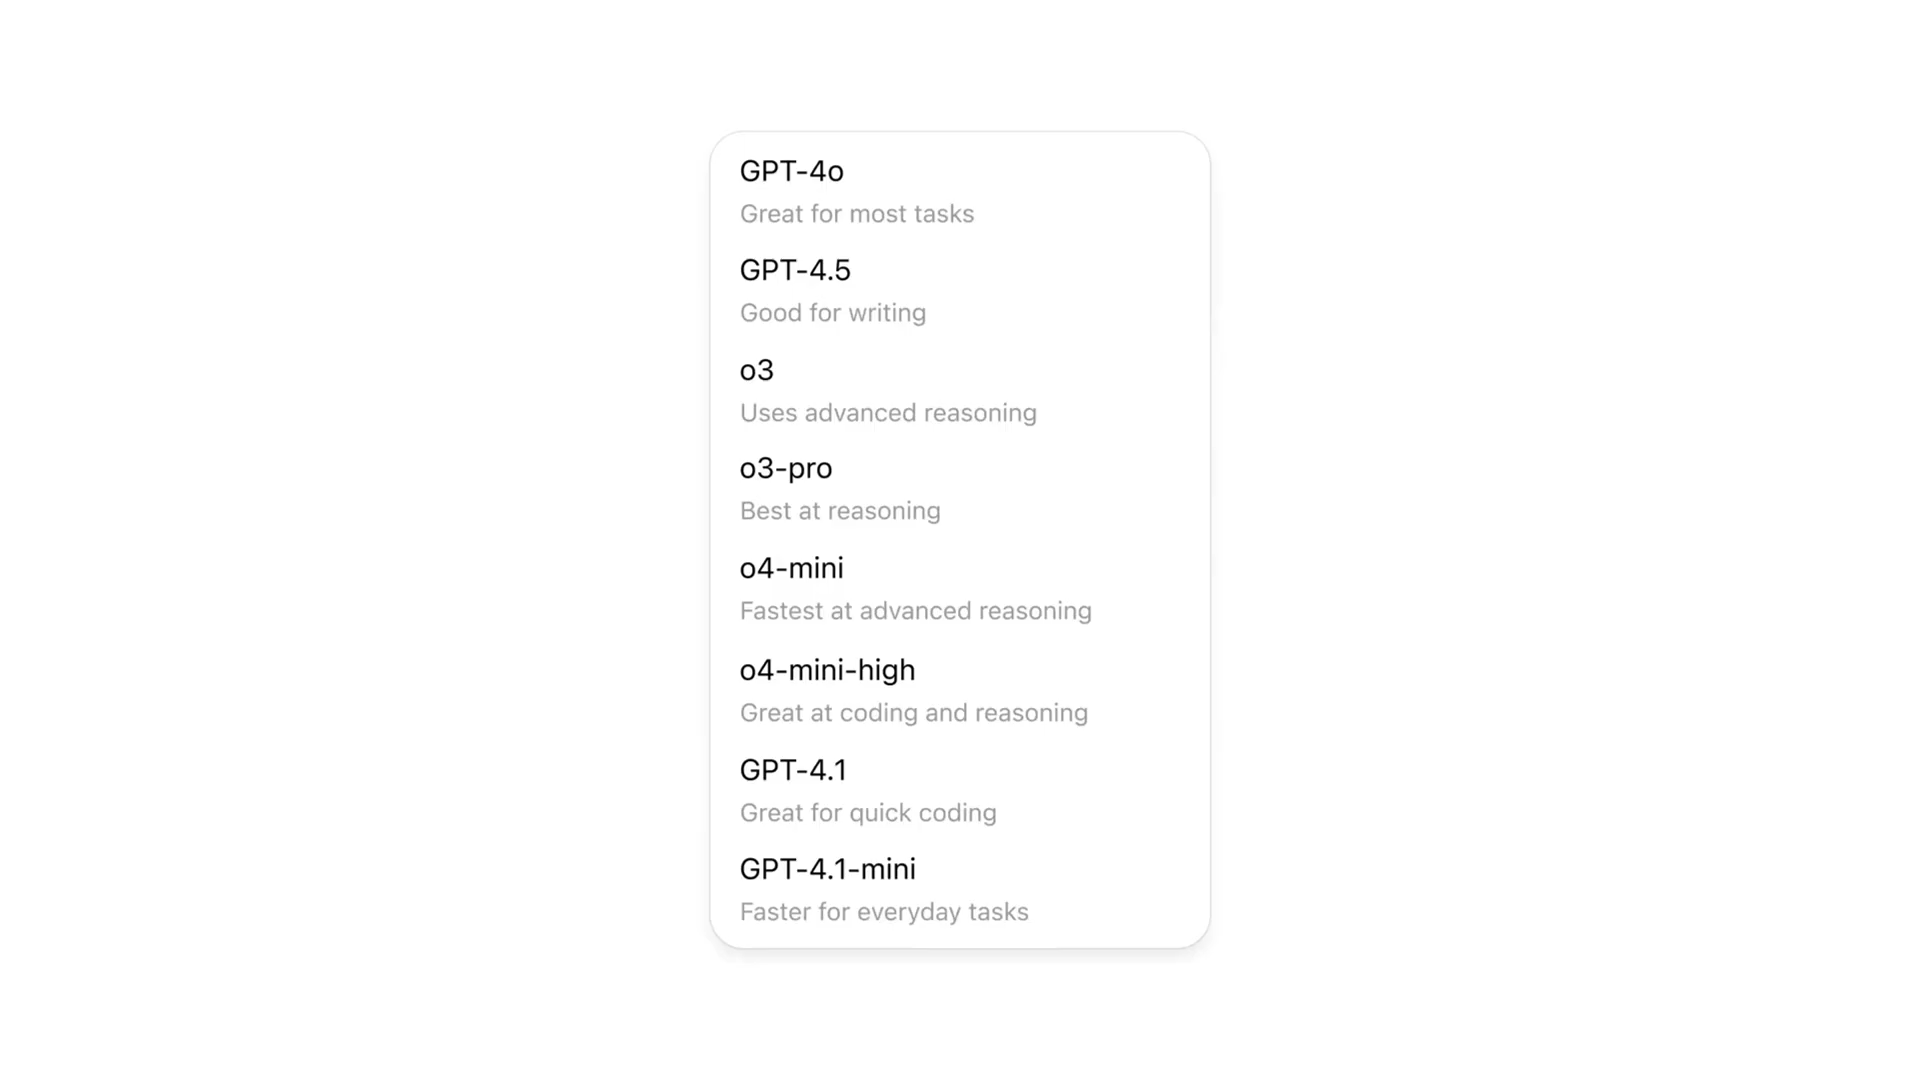 GPT-4o
Great for most tasks
GPT-4.5
Good for writing
o3
Uses advanced reasoning
o3-pro
Best at reasoning
o4-mini
Fastest at advanced reasoning
o4-mini-high
Great at coding and reasoning
GPT-4.1
Great for quick coding
GPT-4.1-mini
Faster for everyday tasks